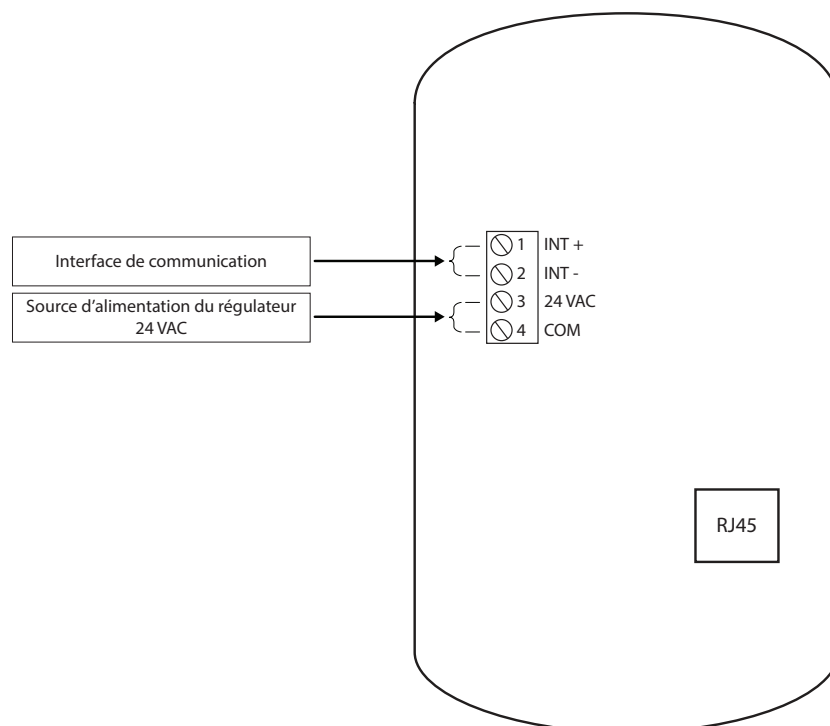 Interface de communication
Source d'alimentation du régulateur
24 VAC
1 INT +
2 INT -
3 24 VAC
4 COM
RJ45